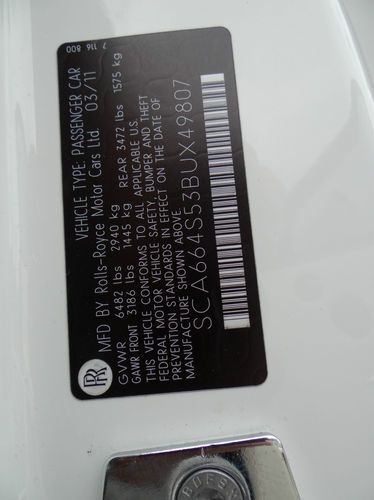 VEHICLE TYPE: PASSENGER CAR
MFD BY Rolls-Royce Motor Cars Ltd. 03/11
GVWR 6482 lbs 2940 kg
GAWR FRONT 3186 lbs 1445 kg REAR 3472 lbs 1575 kg
THIS VEHICLE CONFORMS TO ALL APPLICABLE
FEDERAL MOTOR VEHICLE SAFETY, BUMPER AND THEFT
PREVENTION STANDARDS IN EFFECT ON THE DATE OF
MANUFACTURE SHOWN ABOVE.
SCA664S53BUX49807
7 116 800
RR